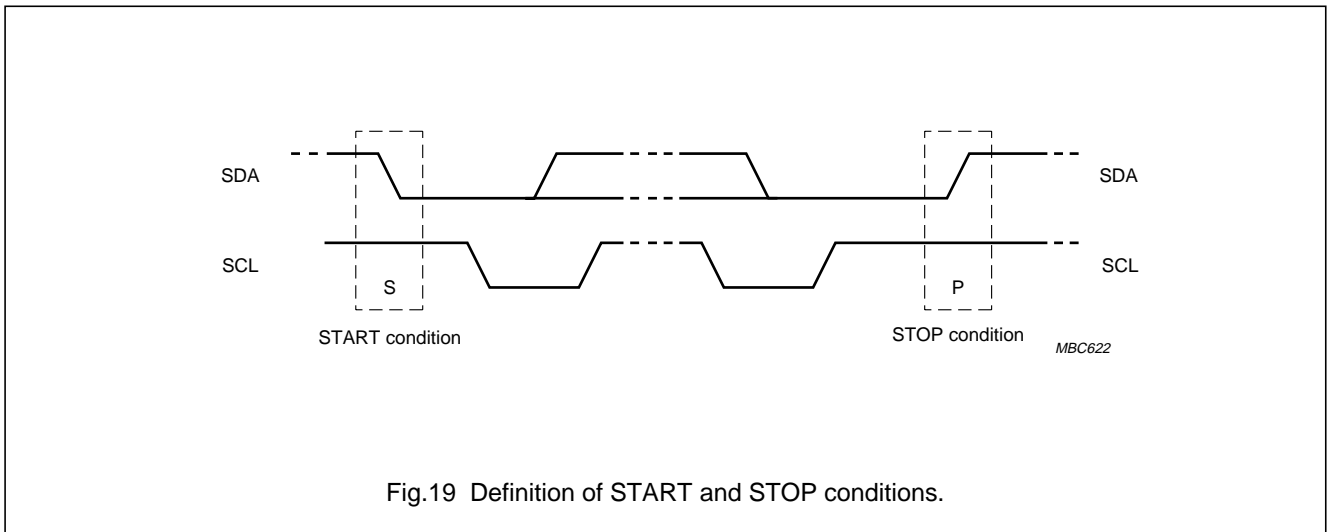 SDA SDA
SCL SCL
S P
START condition STOP condition
MBC622
Fig.19 Definition of START and STOP conditions.